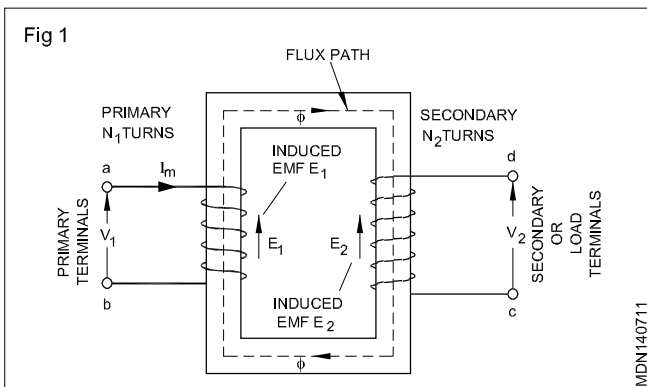 Fig 1
FLUX PATH
ϕ
PRIMARY
N₁TURNS
SECONDARY
N₂TURNS
a
Iₘ
d
INDUCED
EMF E₁
PRIMARY
TERMINALS
V₁
E₁
E₂
V₂
SECONDARY
OR
LOAD
TERMINALS
b
c
INDUCED
EMF E₂
ϕ
MDN140711